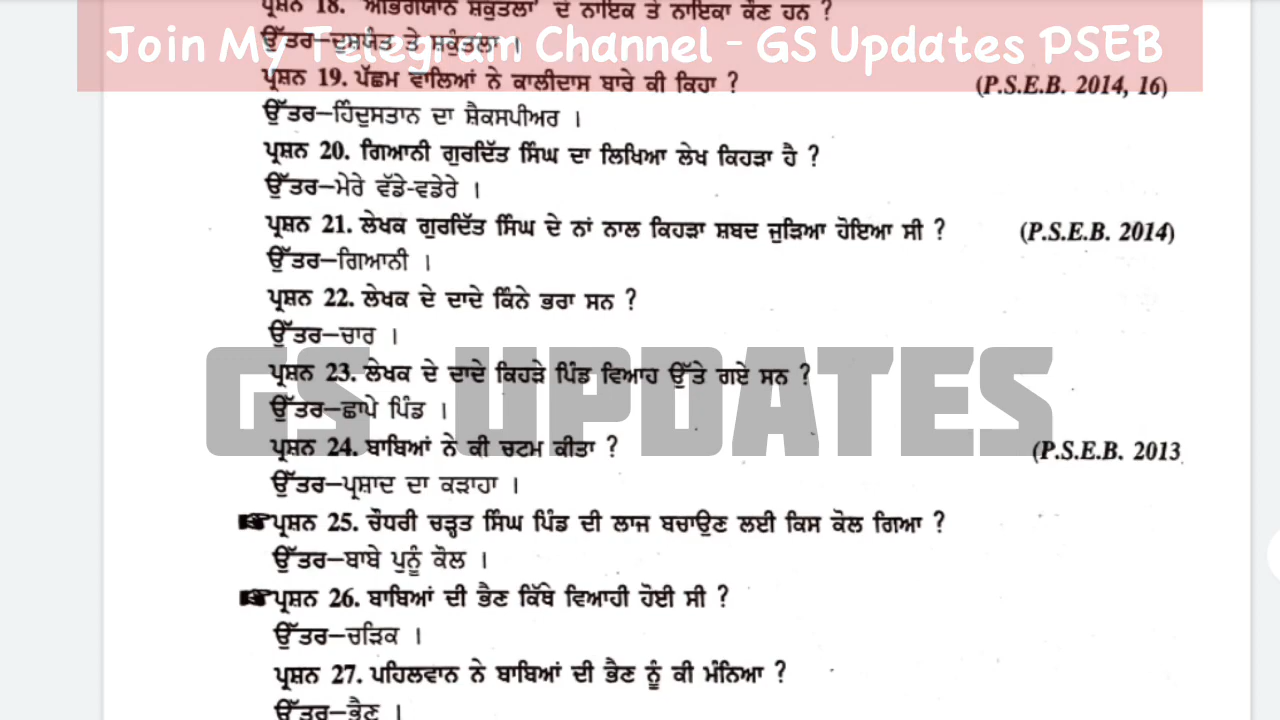 ਪ੍ਰਸ਼ਨ 18. 'ਅਭਿਗਿਯਾਨ ਸ਼ਕੁੰਤਲਾ' ਦੇ ਨਾਇਕ ਤੇ ਨਾਇਕਾ ਕੌਣ ਹਨ ?
ਉੱਤਰ–ਦੁਸ਼ਯੰਤ ਤੇ ਸ਼ਕੁੰਤਲਾ ।
Join My Telegram Channel - GS Updates PSEB
ਪ੍ਰਸ਼ਨ 19. ਪੱਛਮ ਵਾਲਿਆਂ ਨੇ ਕਾਲੀਦਾਸ ਬਾਰੇ ਕੀ ਕਿਹਾ ? (P.S.E.B. 2014, 16)
ਉੱਤਰ–ਹਿੰਦੁਸਤਾਨ ਦਾ ਸ਼ੈਕਸਪੀਅਰ ।
ਪ੍ਰਸ਼ਨ 20. ਗਿਆਨੀ ਗੁਰਦਿੱਤ ਸਿੰਘ ਦਾ ਲਿਖਿਆ ਲੇਖ ਕਿਹੜਾ ਹੈ ?
ਉੱਤਰ–ਮੇਰੇ ਵੱਡੇ-ਵਡੇਰੇ ।
ਪ੍ਰਸ਼ਨ 21. ਲੇਖਕ ਗੁਰਦਿੱਤ ਸਿੰਘ ਦੇ ਨਾਂ ਨਾਲ ਕਿਹੜਾ ਸ਼ਬਦ ਜੁੜਿਆ ਹੋਇਆ ਸੀ ? (P.S.E.B. 2014)
ਉੱਤਰ–ਗਿਆਨੀ ।
ਪ੍ਰਸ਼ਨ 22. ਲੇਖਕ ਦੇ ਦਾਦੇ ਕਿੰਨੇ ਭਰਾ ਸਨ ?
ਉੱਤਰ–ਚਾਰ ।
ਪ੍ਰਸ਼ਨ 23. ਲੇਖਕ ਦੇ ਦਾਦੇ ਕਿਹੜੇ ਪਿੰਡ ਵਿਆਹ ਉੱਤੇ ਗਏ ਸਨ ?
GS UPDATES
ਉੱਤਰ–ਛਾਪੇ ਪਿੰਡ ।
ਪ੍ਰਸ਼ਨ 24. ਬਾਬਿਆਂ ਨੇ ਕੀ ਚਟਮ ਕੀਤਾ ? (P.S.E.B. 2013
ਉੱਤਰ–ਪ੍ਰਸ਼ਾਦ ਦਾ ਕੜਾਹਾ ।
ਪ੍ਰਸ਼ਨ 25. ਚੌਧਰੀ ਚੜ੍ਹਤ ਸਿੰਘ ਪਿੰਡ ਦੀ ਲਾਜ ਬਚਾਉਣ ਲਈ ਕਿਸ ਕੋਲ ਗਿਆ ?
ਉੱਤਰ–ਬਾਬੇ ਪੁਨੂੰ ਕੌਲ ।
ਪ੍ਰਸ਼ਨ 26. ਬਾਬਿਆਂ ਦੀ ਭੈਣ ਕਿੱਥੇ ਵਿਆਹੀ ਹੋਈ ਸੀ ?
ਉੱਤਰ–ਚੜਿਕ ।
ਪ੍ਰਸ਼ਨ 27. ਪਹਿਲਵਾਨ ਨੇ ਬਾਬਿਆਂ ਦੀ ਭੈਣ ਨੂੰ ਕੀ ਮੰਨਿਆ ?
ਉੱਤਰ–ਭੈਣ ।